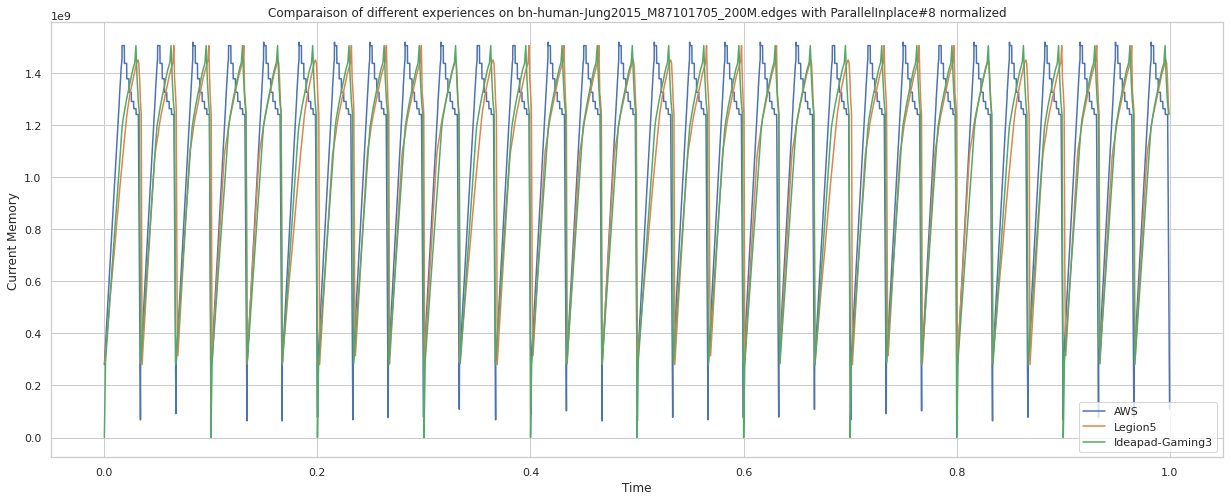 Comparaison of different experiences on bn-human-Jung2015_M87101705_200M.edges with ParallelInplace#8 normalized
1e9
1.4
1.2
1.0
0.8
0.6
0.4
0.2
0.0
Current Memory
0.0 0.2 0.4 0.6 0.8 1.0
Time
AWS
Legion5
Ideapad-Gaming3